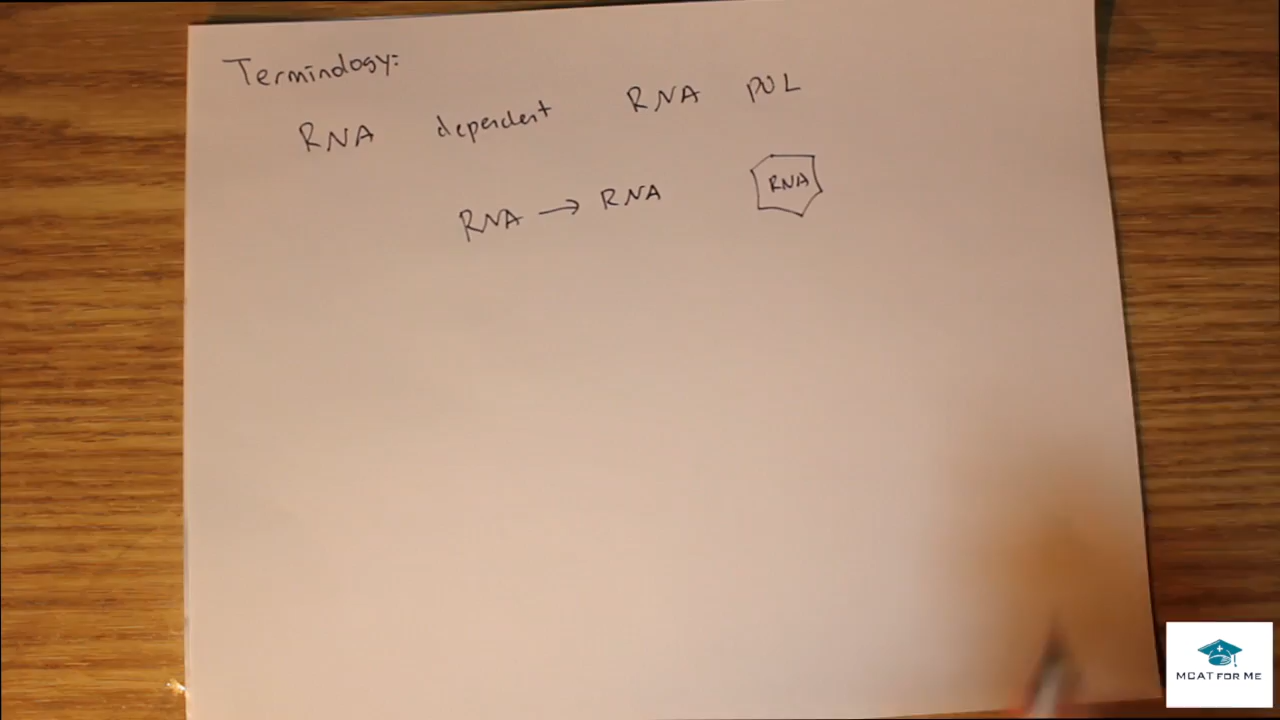 Terminology:
RNA dependent RNA POL
RNA → RNA
RNA
MCAT FOR ME